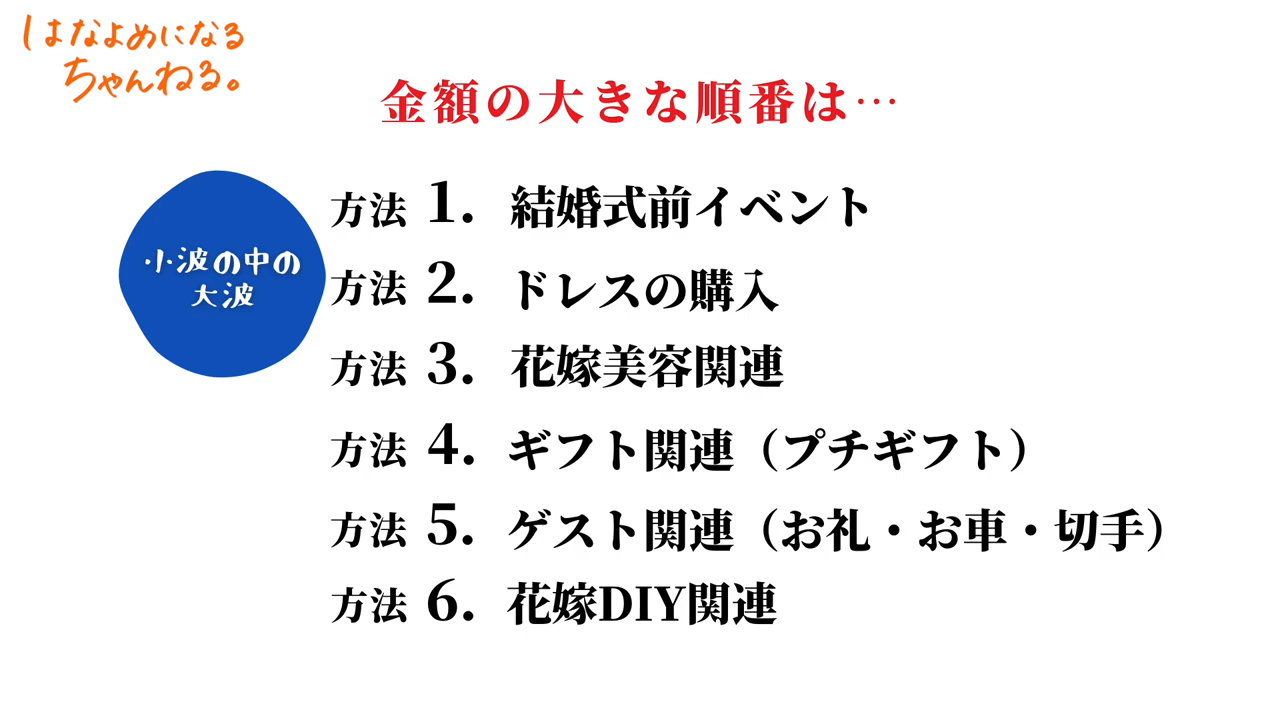 はなよめになる
ちゃんねる。
金額の大きな順番は…
小波の中の
大波
方法 1. 結婚式前イベント
方法 2. ドレスの購入
方法 3. 花嫁美容関連
方法 4. ギフト関連（プチギフト）
方法 5. ゲスト関連（お礼・お車・切手）
方法 6. 花嫁DIY関連